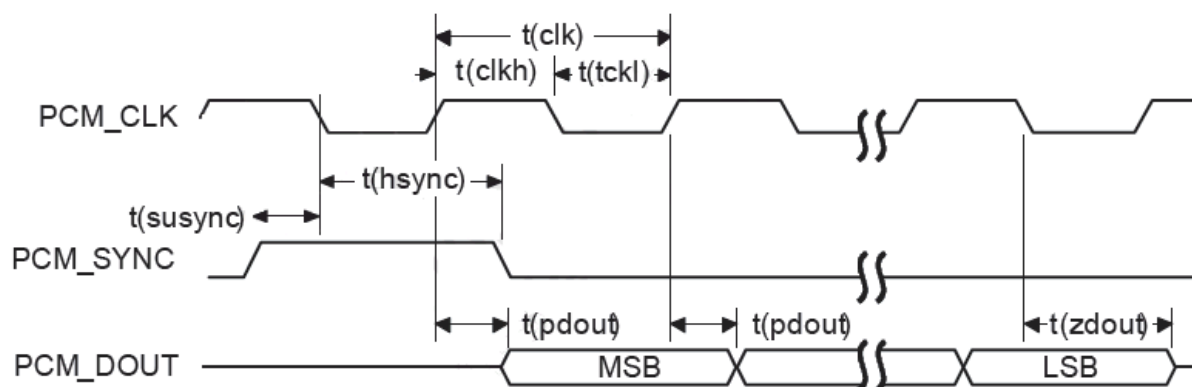 t(clk)
t(clkh) t(tckl)
PCM_CLK
t(hsync)
t(susync)
PCM_SYNC
t(pdout) t(pdout) t(zdout)
PCM_DOUT MSB LSB